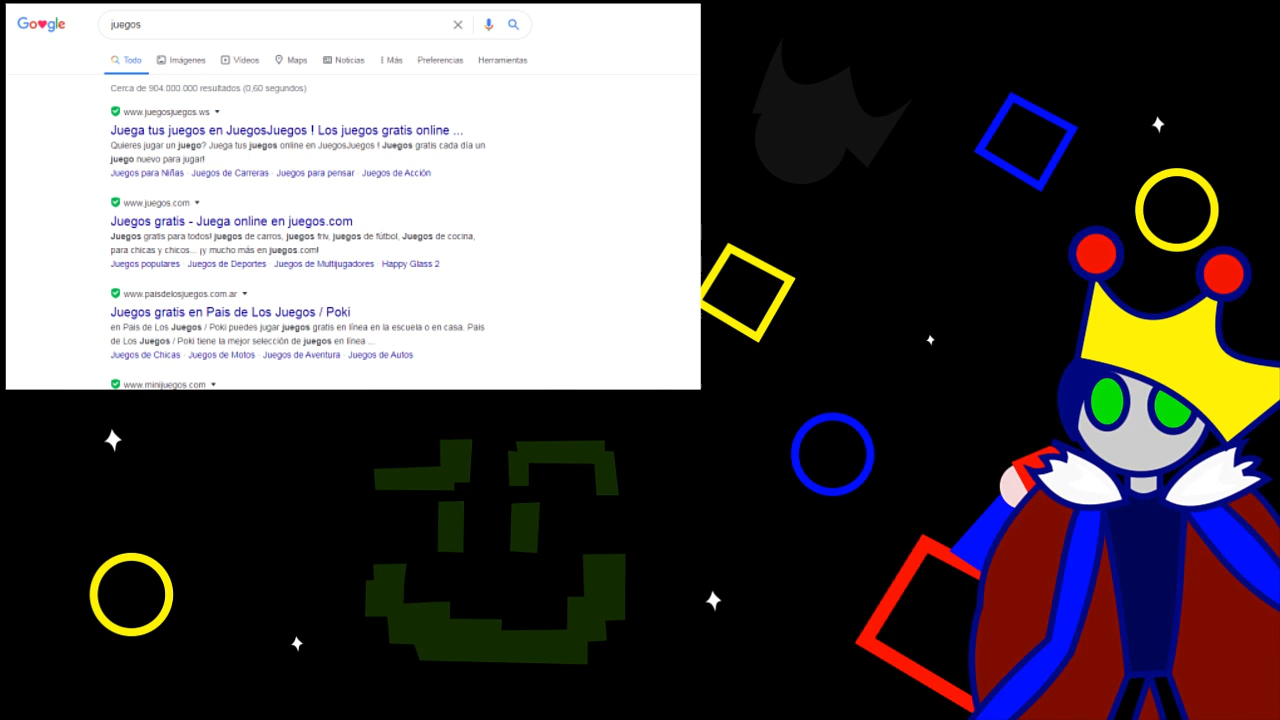 Google
juegos
Todo Imágenes Vídeos Maps Noticias Más Preferencias Herramientas
Cerca de 904.000.000 resultados (0,60 segundos)
www.juegosjuegos.ws
Juega tus juegos en JuegosJuegos ! Los juegos gratis online ...
Quieres jugar un juego? Juega tus juegos online en JuegosJuegos ! Juegos gratis cada día un
juego nuevo para jugar!
Juegos para Niñas · Juegos de Carreras · Juegos para pensar · Juegos de Acción
www.juegos.com
Juegos gratis - Juega online en juegos.com
Juegos gratis para todos! juegos de carros, juegos friv, juegos de fútbol, Juegos de cocina,
para chicas y chicos... ¡y mucho más en juegos.com!
Juegos populares · Juegos de Deportes · Juegos de Multijugadores · Happy Glass 2
www.paisdelosjuegos.com.ar
Juegos gratis en Pais de Los Juegos / Poki
en Pais de Los Juegos / Poki puedes jugar juegos gratis en línea en la escuela o en casa. Pais
de Los Juegos / Poki tiene la mejor selección de juegos en línea ...
Juegos de Chicas · Juegos de Motos · Juegos de Aventura · Juegos de Autos
www.minijuegos.com